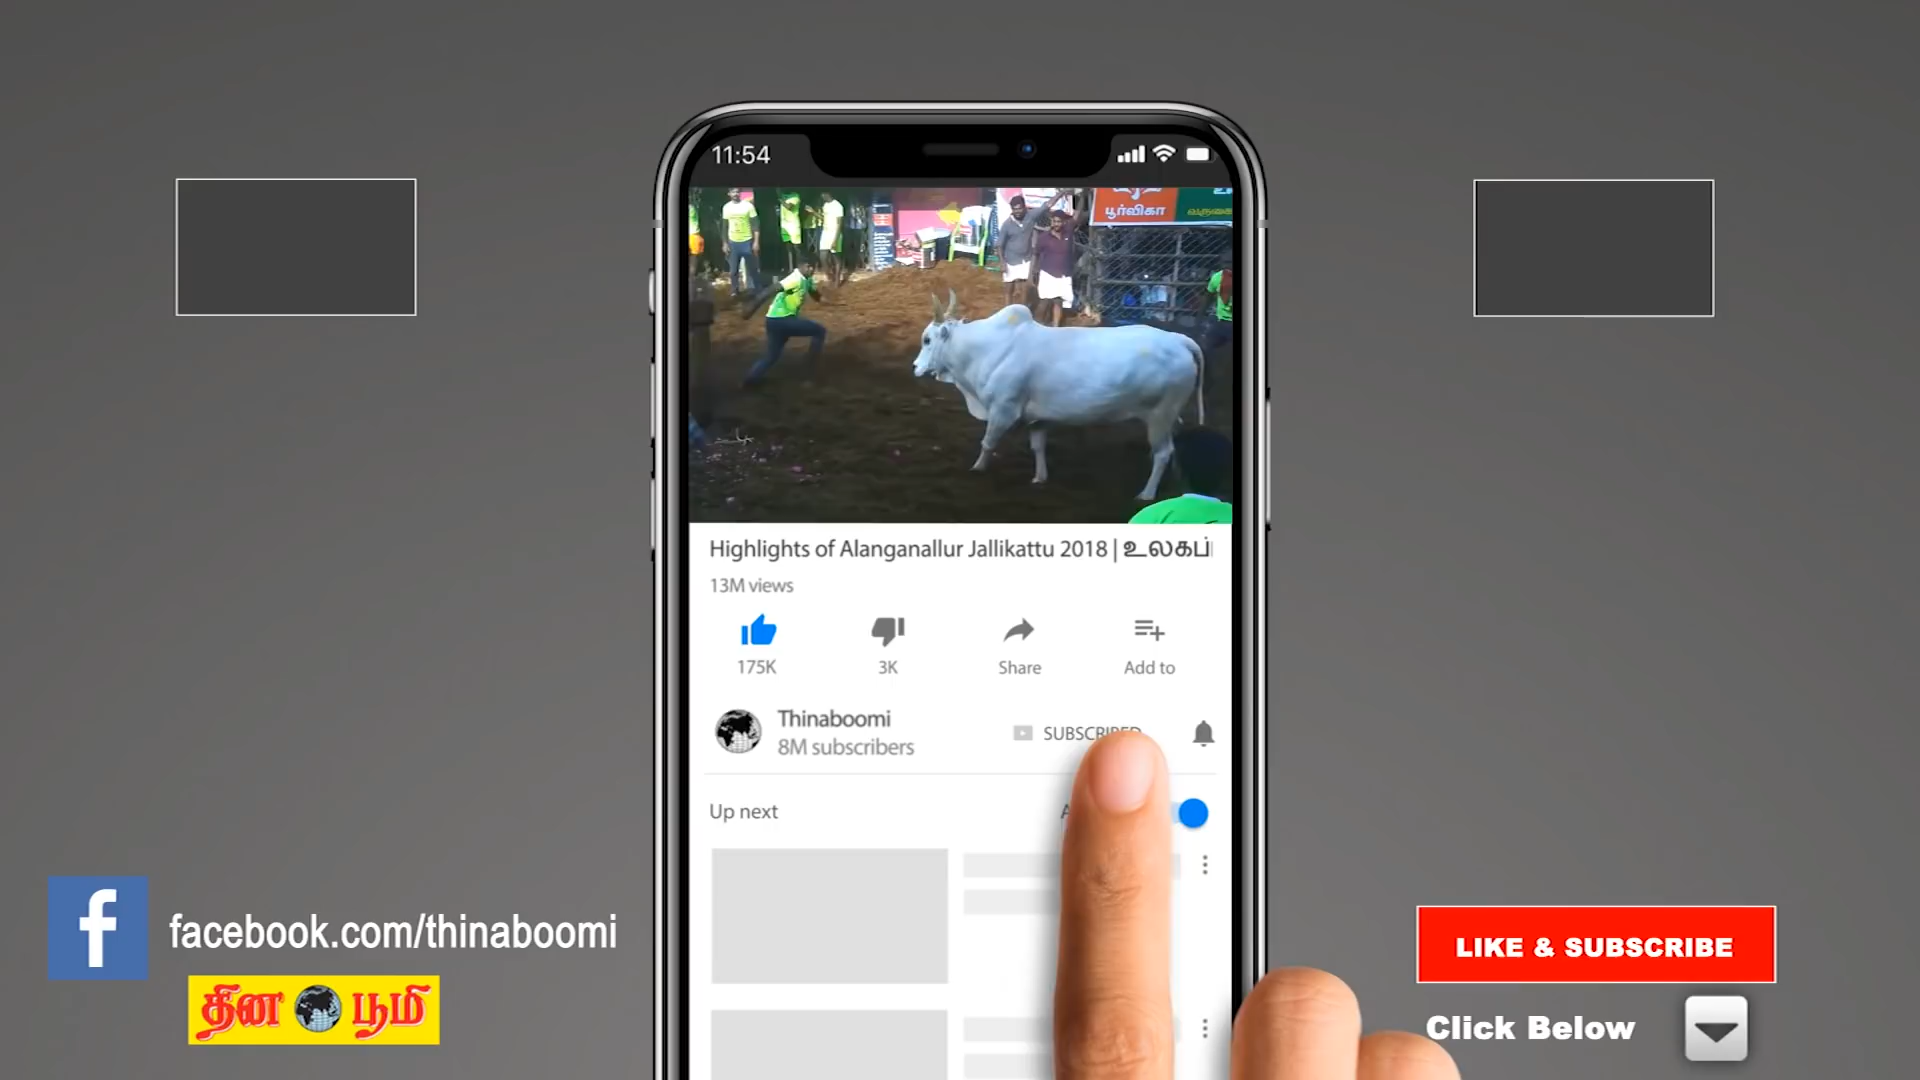 11:54
பூர்விகா
Highlights of Alanganallur Jallikattu 2018 | உலகப்
13M views
175K
3K
Share
Add to
Thinaboomi
8M subscribers
SUBSCRIBED
Up next
facebook.com/thinaboomi
தின பூமி
LIKE & SUBSCRIBE
Click Below